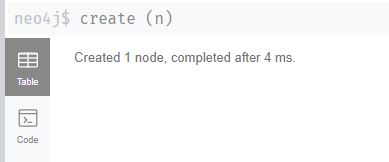 neo4j$ create (n)
Created 1 node, completed after 4 ms.
Table
Code